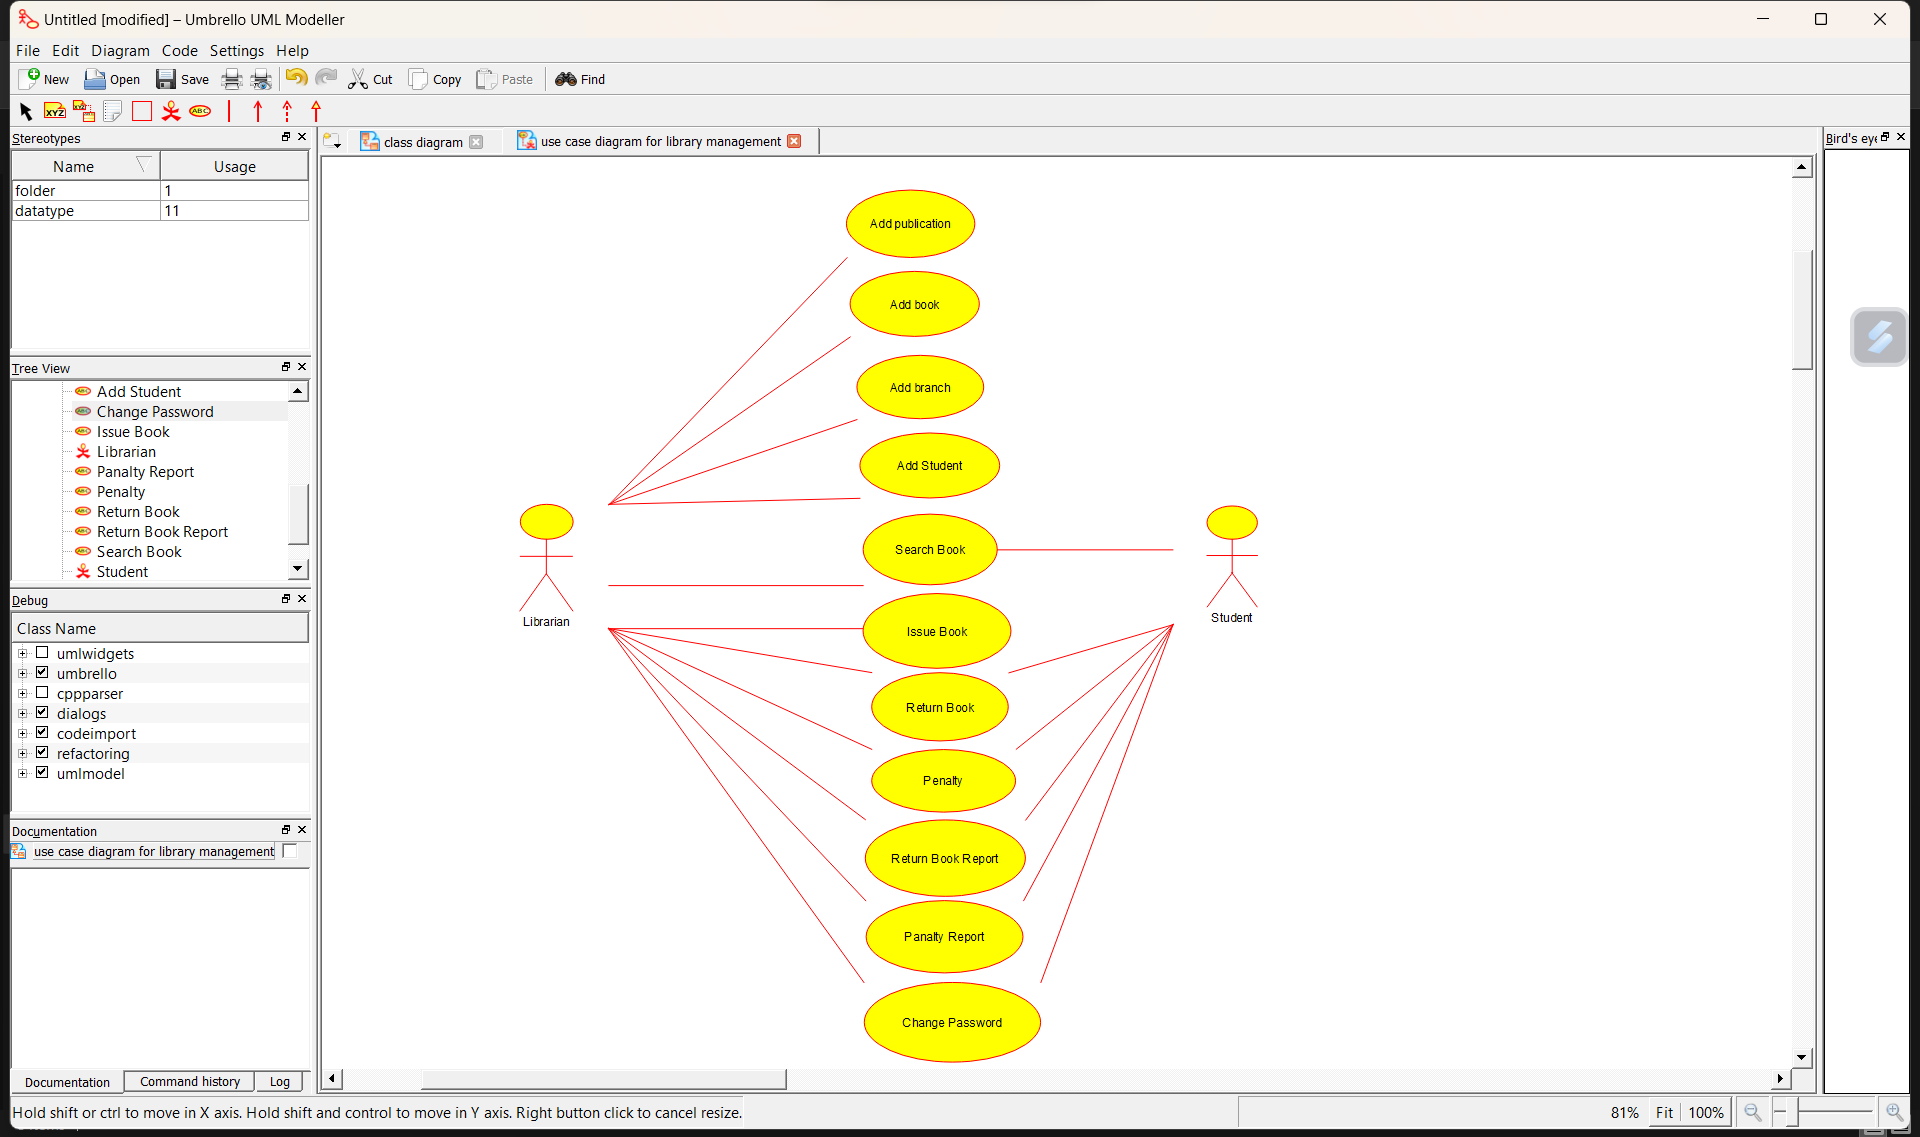 Untitled [modified] – Umbrello UML Modeller
File Edit Diagram Code Settings Help
New Open Save Cut Copy Paste Find
XYZ XYZ ABC
Stereotypes
Name Usage
folder 1
datatype 11
Tree View
Add Student
Change Password
Issue Book
Librarian
Panalty Report
Penalty
Return Book
Return Book Report
Search Book
Student
Debug
Class Name
umlwidgets
umbrello
cppparser
dialogs
codeimport
refactoring
umlmodel
Documentation
use case diagram for library management
Documentation Command history Log
class diagram use case diagram for library management
Add publication
Add book
Add branch
Add Student
Search Book
Issue Book
Return Book
Penalty
Return Book Report
Panalty Report
Change Password
Librarian
Student
Bird's eye
Hold shift or ctrl to move in X axis. Hold shift and control to move in Y axis. Right button click to cancel resize.
81% Fit 100%